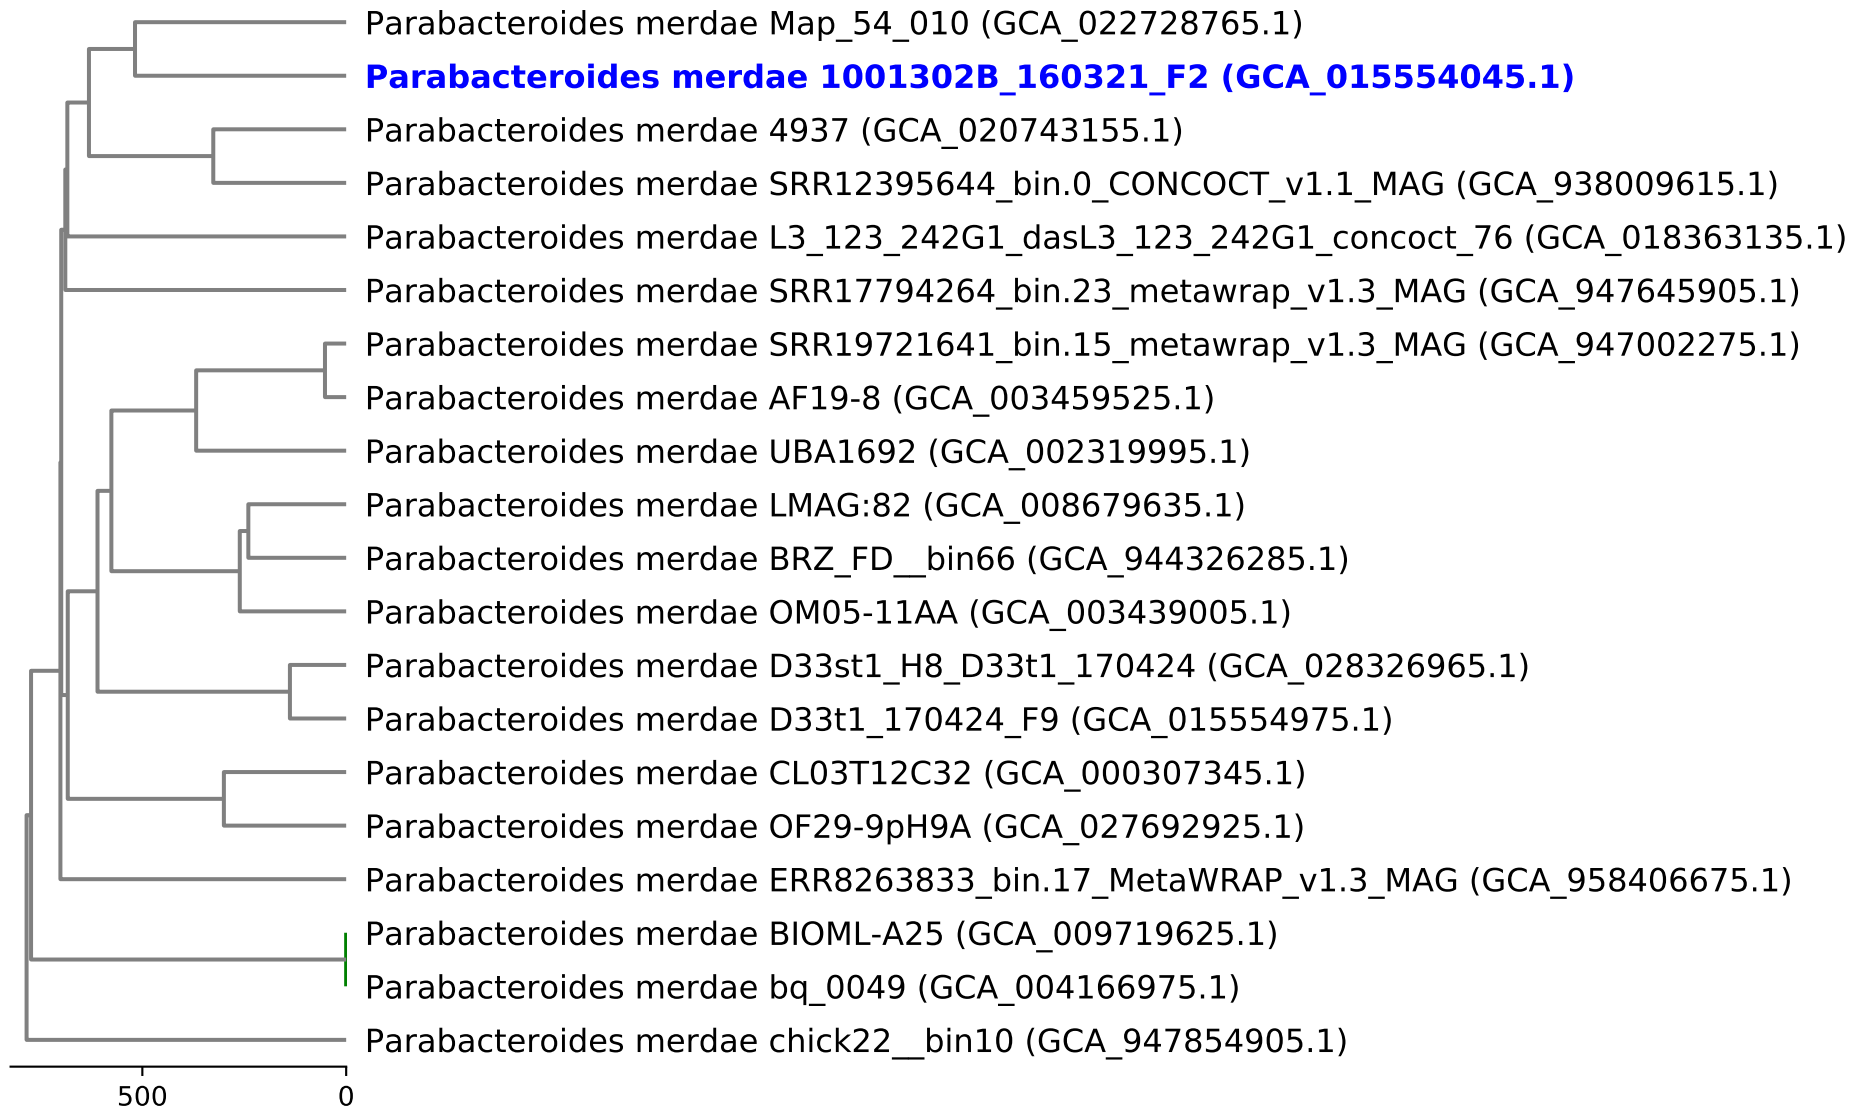 Parabacteroides merdae Map_54_010 (GCA_022728765.1)
Parabacteroides merdae 1001302B_160321_F2 (GCA_015554045.1)
Parabacteroides merdae 4937 (GCA_020743155.1)
Parabacteroides merdae SRR12395644_bin.0_CONCOCT_v1.1_MAG (GCA_938009615.1)
Parabacteroides merdae L3_123_242G1_dasL3_123_242G1_concoct_76 (GCA_018363135.1)
Parabacteroides merdae SRR17794264_bin.23_metawrap_v1.3_MAG (GCA_947645905.1)
Parabacteroides merdae SRR19721641_bin.15_metawrap_v1.3_MAG (GCA_947002275.1)
Parabacteroides merdae AF19-8 (GCA_003459525.1)
Parabacteroides merdae UBA1692 (GCA_002319995.1)
Parabacteroides merdae LMAG:82 (GCA_008679635.1)
Parabacteroides merdae BRZ_FD__bin66 (GCA_944326285.1)
Parabacteroides merdae OM05-11AA (GCA_003439005.1)
Parabacteroides merdae D33st1_H8_D33t1_170424 (GCA_028326965.1)
Parabacteroides merdae D33t1_170424_F9 (GCA_015554975.1)
Parabacteroides merdae CL03T12C32 (GCA_000307345.1)
Parabacteroides merdae OF29-9pH9A (GCA_027692925.1)
Parabacteroides merdae ERR8263833_bin.17_MetaWRAP_v1.3_MAG (GCA_958406675.1)
Parabacteroides merdae BIOML-A25 (GCA_009719625.1)
Parabacteroides merdae bq_0049 (GCA_004166975.1)
Parabacteroides merdae chick22__bin10 (GCA_947854905.1)
500 0